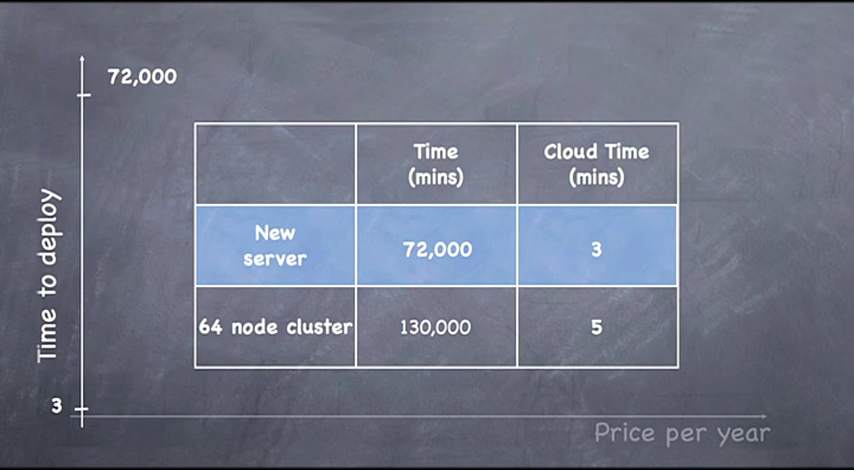 72,000
Time to deploy
Time
(mins)
Cloud Time
(mins)
New
server
72,000
3
64 node cluster
130,000
5
3
Price per year